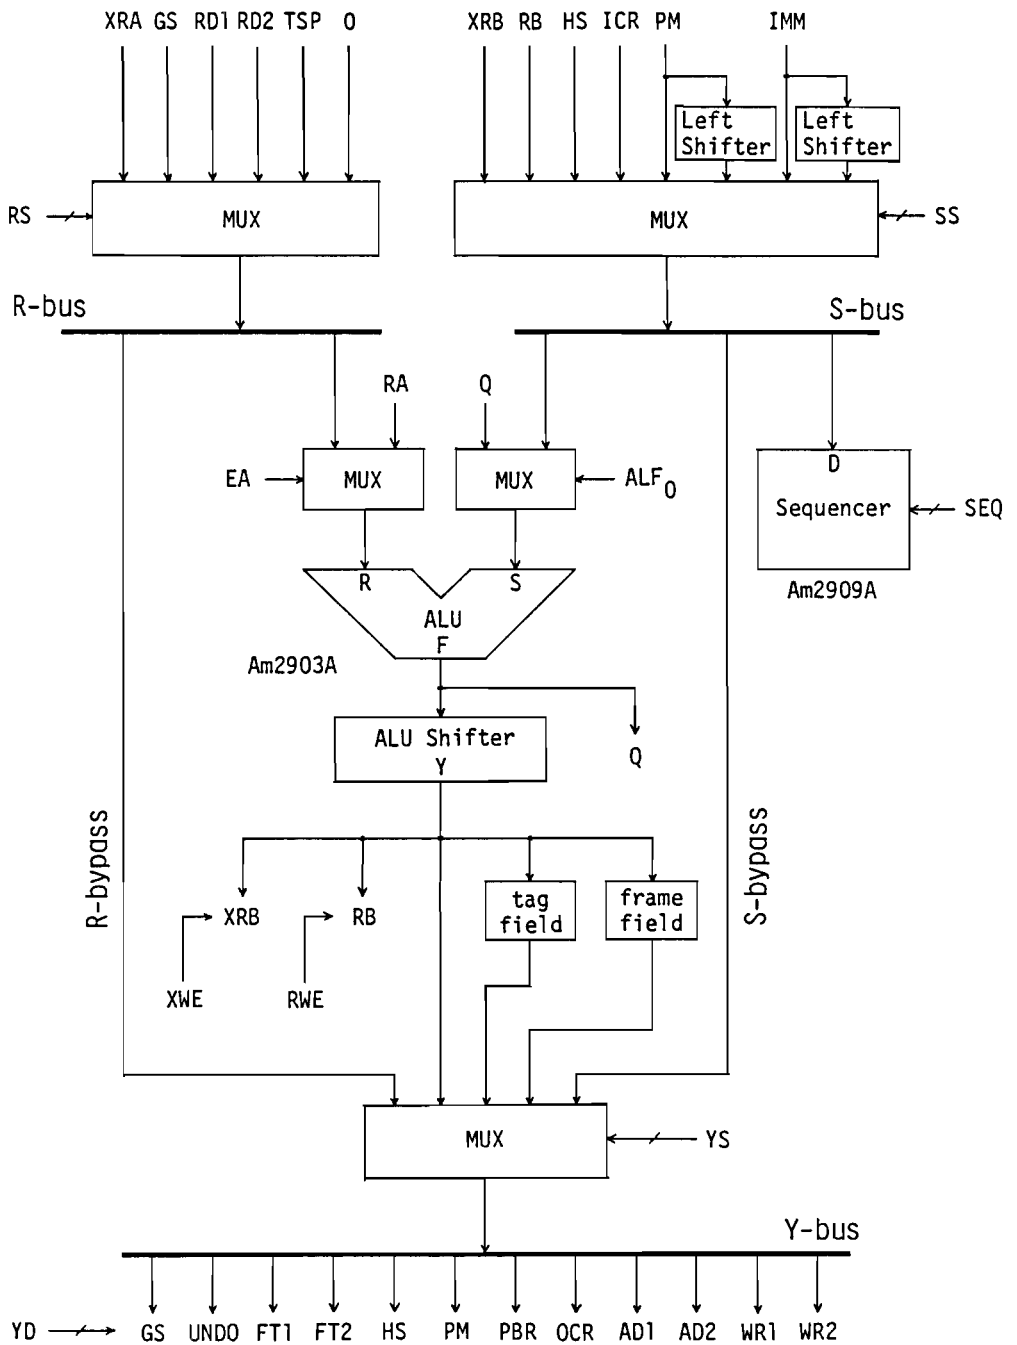 XRA GS RD1 RD2 TSP 0
XRB RB HS ICR PM IMM
Left
Shifter
Left
Shifter
RS
MUX
MUX
SS
R-bus
S-bus
RA
Q
EA
MUX
MUX
ALF0
D
Sequencer
SEQ
Am2909A
R
S
ALU
F
Am2903A
ALU Shifter
Y
Q
R-bypass
S-bypass
XRB
RB
tag
field
frame
field
XWE
RWE
MUX
YS
Y-bus
YD
GS UNDO FT1 FT2 HS PM PBR OCR AD1 AD2 WR1 WR2